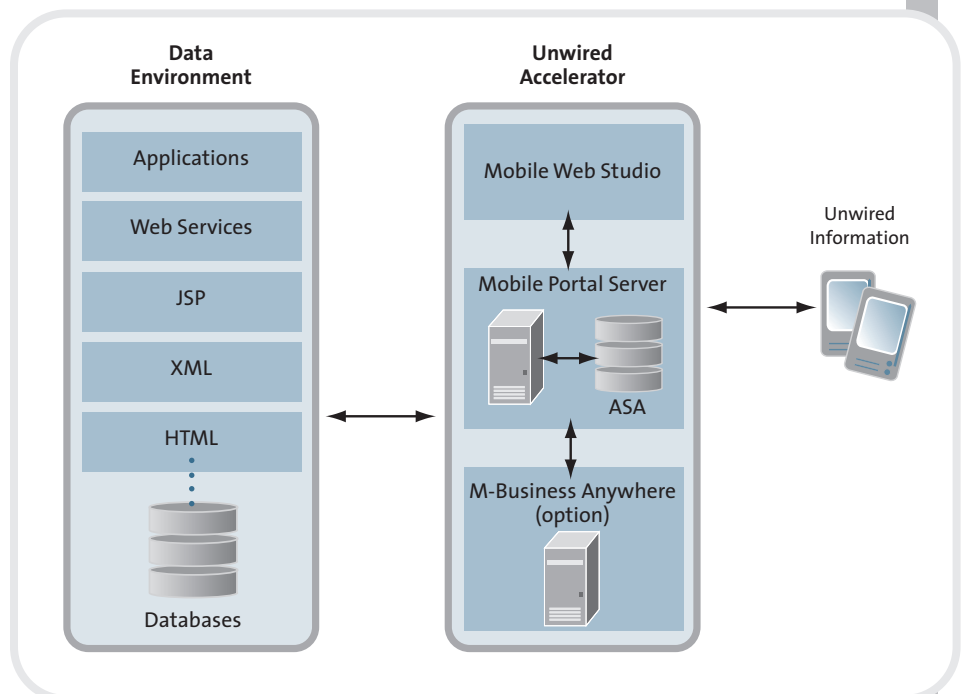 Data
Environment
Applications
Web Services
JSP
XML
HTML
Databases
Unwired
Accelerator
Mobile Web Studio
Mobile Portal Server
ASA
M-Business Anywhere
(option)
Unwired
Information